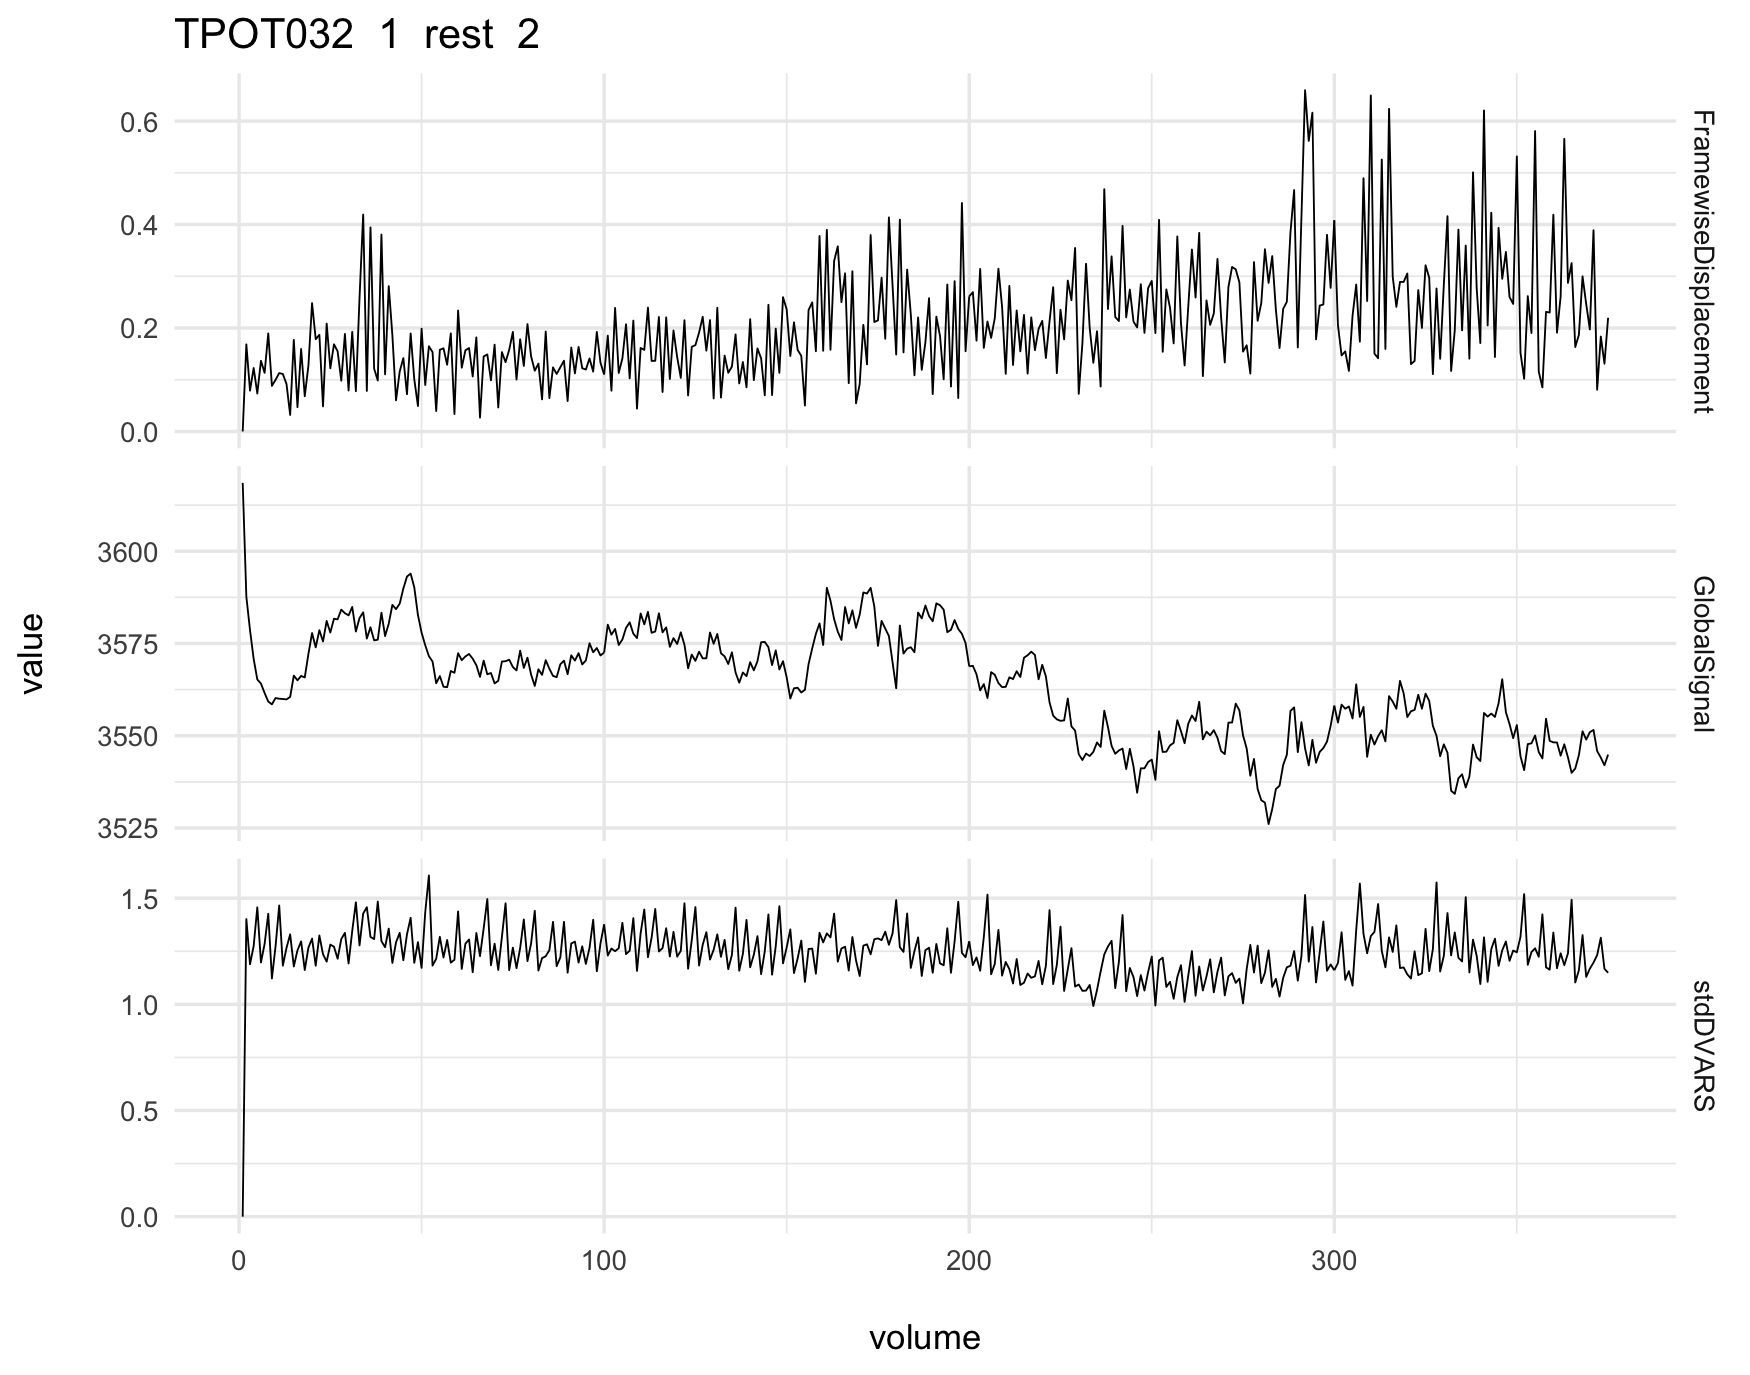 TPOT032 1 rest 2
0.6
0.4
0.2
0.0
FramewiseDisplacement
3600
3575
3550
3525
GlobalSignal
1.5
1.0
0.5
0.0
stdDVARS
value
0 100 200 300
volume